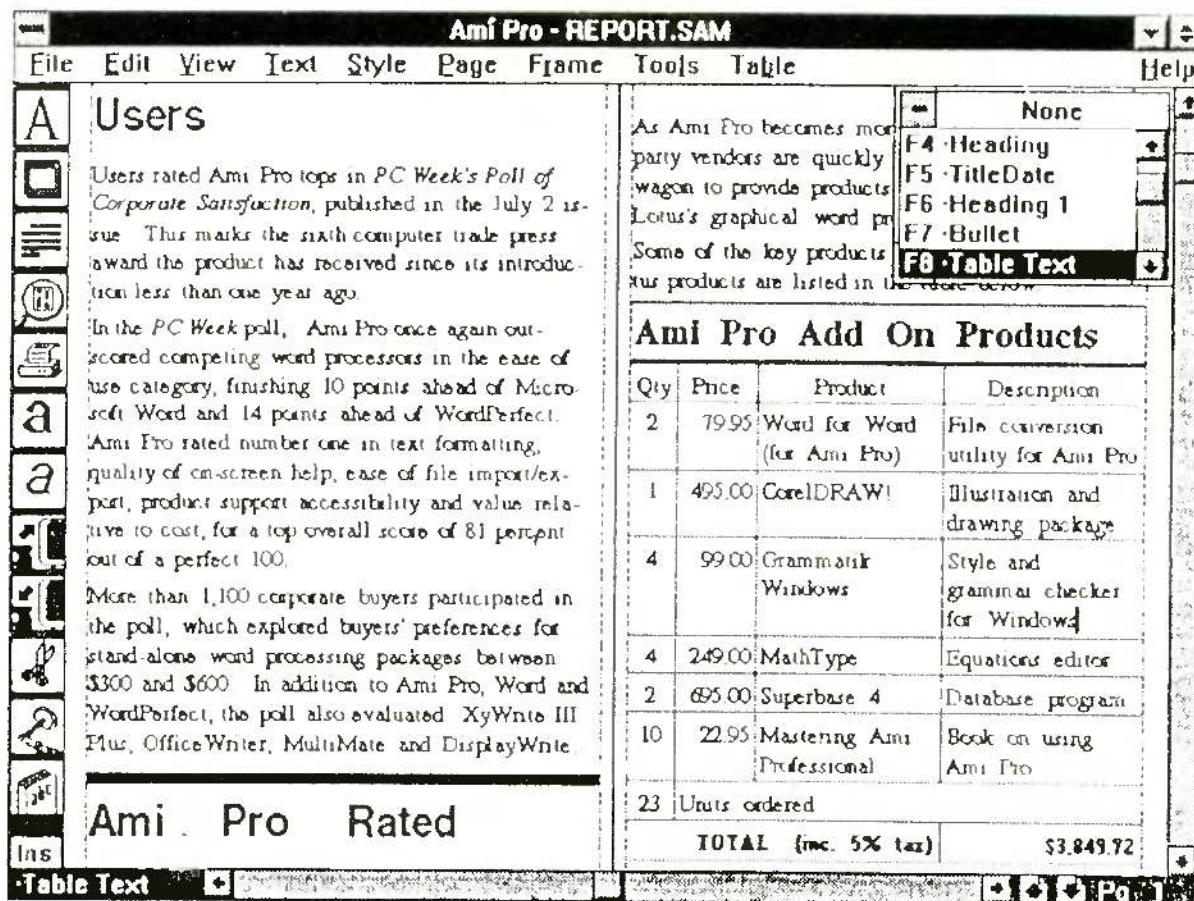 Amí Pro - REPORT.SAM
File Edit View Text Style Page Frame Tools Table Help
Users
Users rated Ami Pro tops in PC Week's Poll of
Corporate Satisfaction, published in the July 2 is-
sue This marks the sixth computer trade press
award the product has received since its introduc-
tion less than one year ago.
In the PC Week poll, Ami Pro once again out-
scored competing word processors in the ease of
use category, finishing 10 points ahead of Micro-
soft Word and 14 points ahead of WordPerfect.
Ami Pro rated number one in text formatting,
quality of on-screen help, ease of file import/ex-
port, product support accessibility and value rela-
tive to cost, for a top overall score of 81 percent
out of a perfect 100.
More than 1,100 corporate buyers participated in
the poll, which explored buyers' preferences for
stand-alone word processing packages between
$300 and $600 In addition to Ami Pro, Word and
WordPerfect, the poll also evaluated XyWrite III
Plus, OfficeWriter, MultiMate and DisplayWrite
Ami Pro Rated
As Ami Pro becomes mor
party vendors are quickly
wagon to provide products
Lotus's graphical word pr
Some of the key products
tus products are listed in the table below
None
F4 ·Heading
F5 ·TitleDate
F6 ·Heading 1
F7 ·Bullet
F8 ·Table Text
Ami Pro Add On Products
Qty Price Product Description
2 79.95 Word for Word File conversion
(for Ami Pro) utility for Ami Pro
1 495.00 CorelDRAW! Illustration and
drawing package
4 99.00 Grammatik Style and
Windows grammar checker
for Windows
4 249.00 MathType Equations editor
2 695.00 Superbase 4 Database program
10 22.95 Mastering Ami Book on using
Professional Ami Pro
23 Units ordered
TOTAL (inc. 5% tax) $3,849.72
Ins
·Table Text